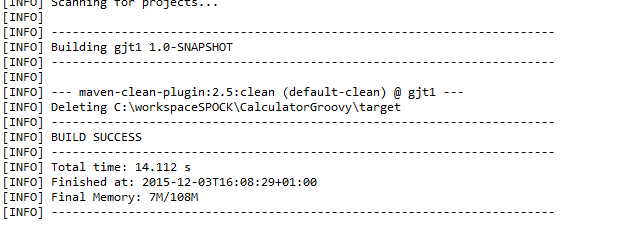 [INFO] Scanning for projects...
[INFO]
[INFO] ------------------------------------------------------------------------
[INFO] Building gjt1 1.0-SNAPSHOT
[INFO] ------------------------------------------------------------------------
[INFO]
[INFO] --- maven-clean-plugin:2.5:clean (default-clean) @ gjt1 ---
[INFO] Deleting C:\workspaceSPOCK\CalculatorGroovy\target
[INFO] ------------------------------------------------------------------------
[INFO] BUILD SUCCESS
[INFO] ------------------------------------------------------------------------
[INFO] Total time: 14.112 s
[INFO] Finished at: 2015-12-03T16:08:29+01:00
[INFO] Final Memory: 7M/108M
[INFO] ------------------------------------------------------------------------